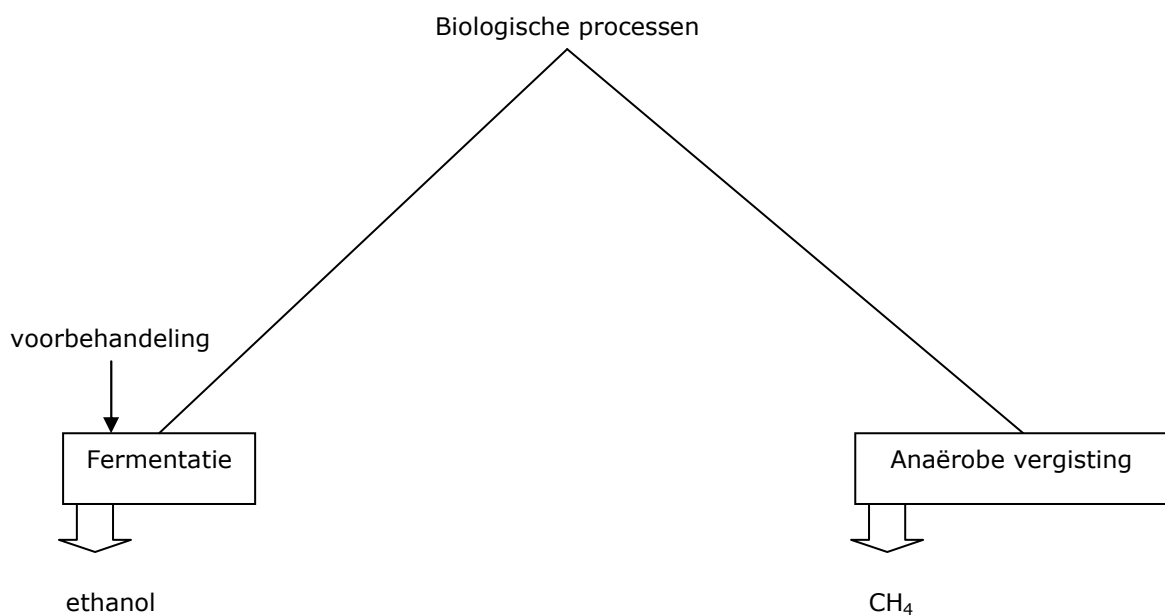 Biologische processen
voorbehandeling
Fermentatie
Anaërobe vergisting
ethanol
CH₄